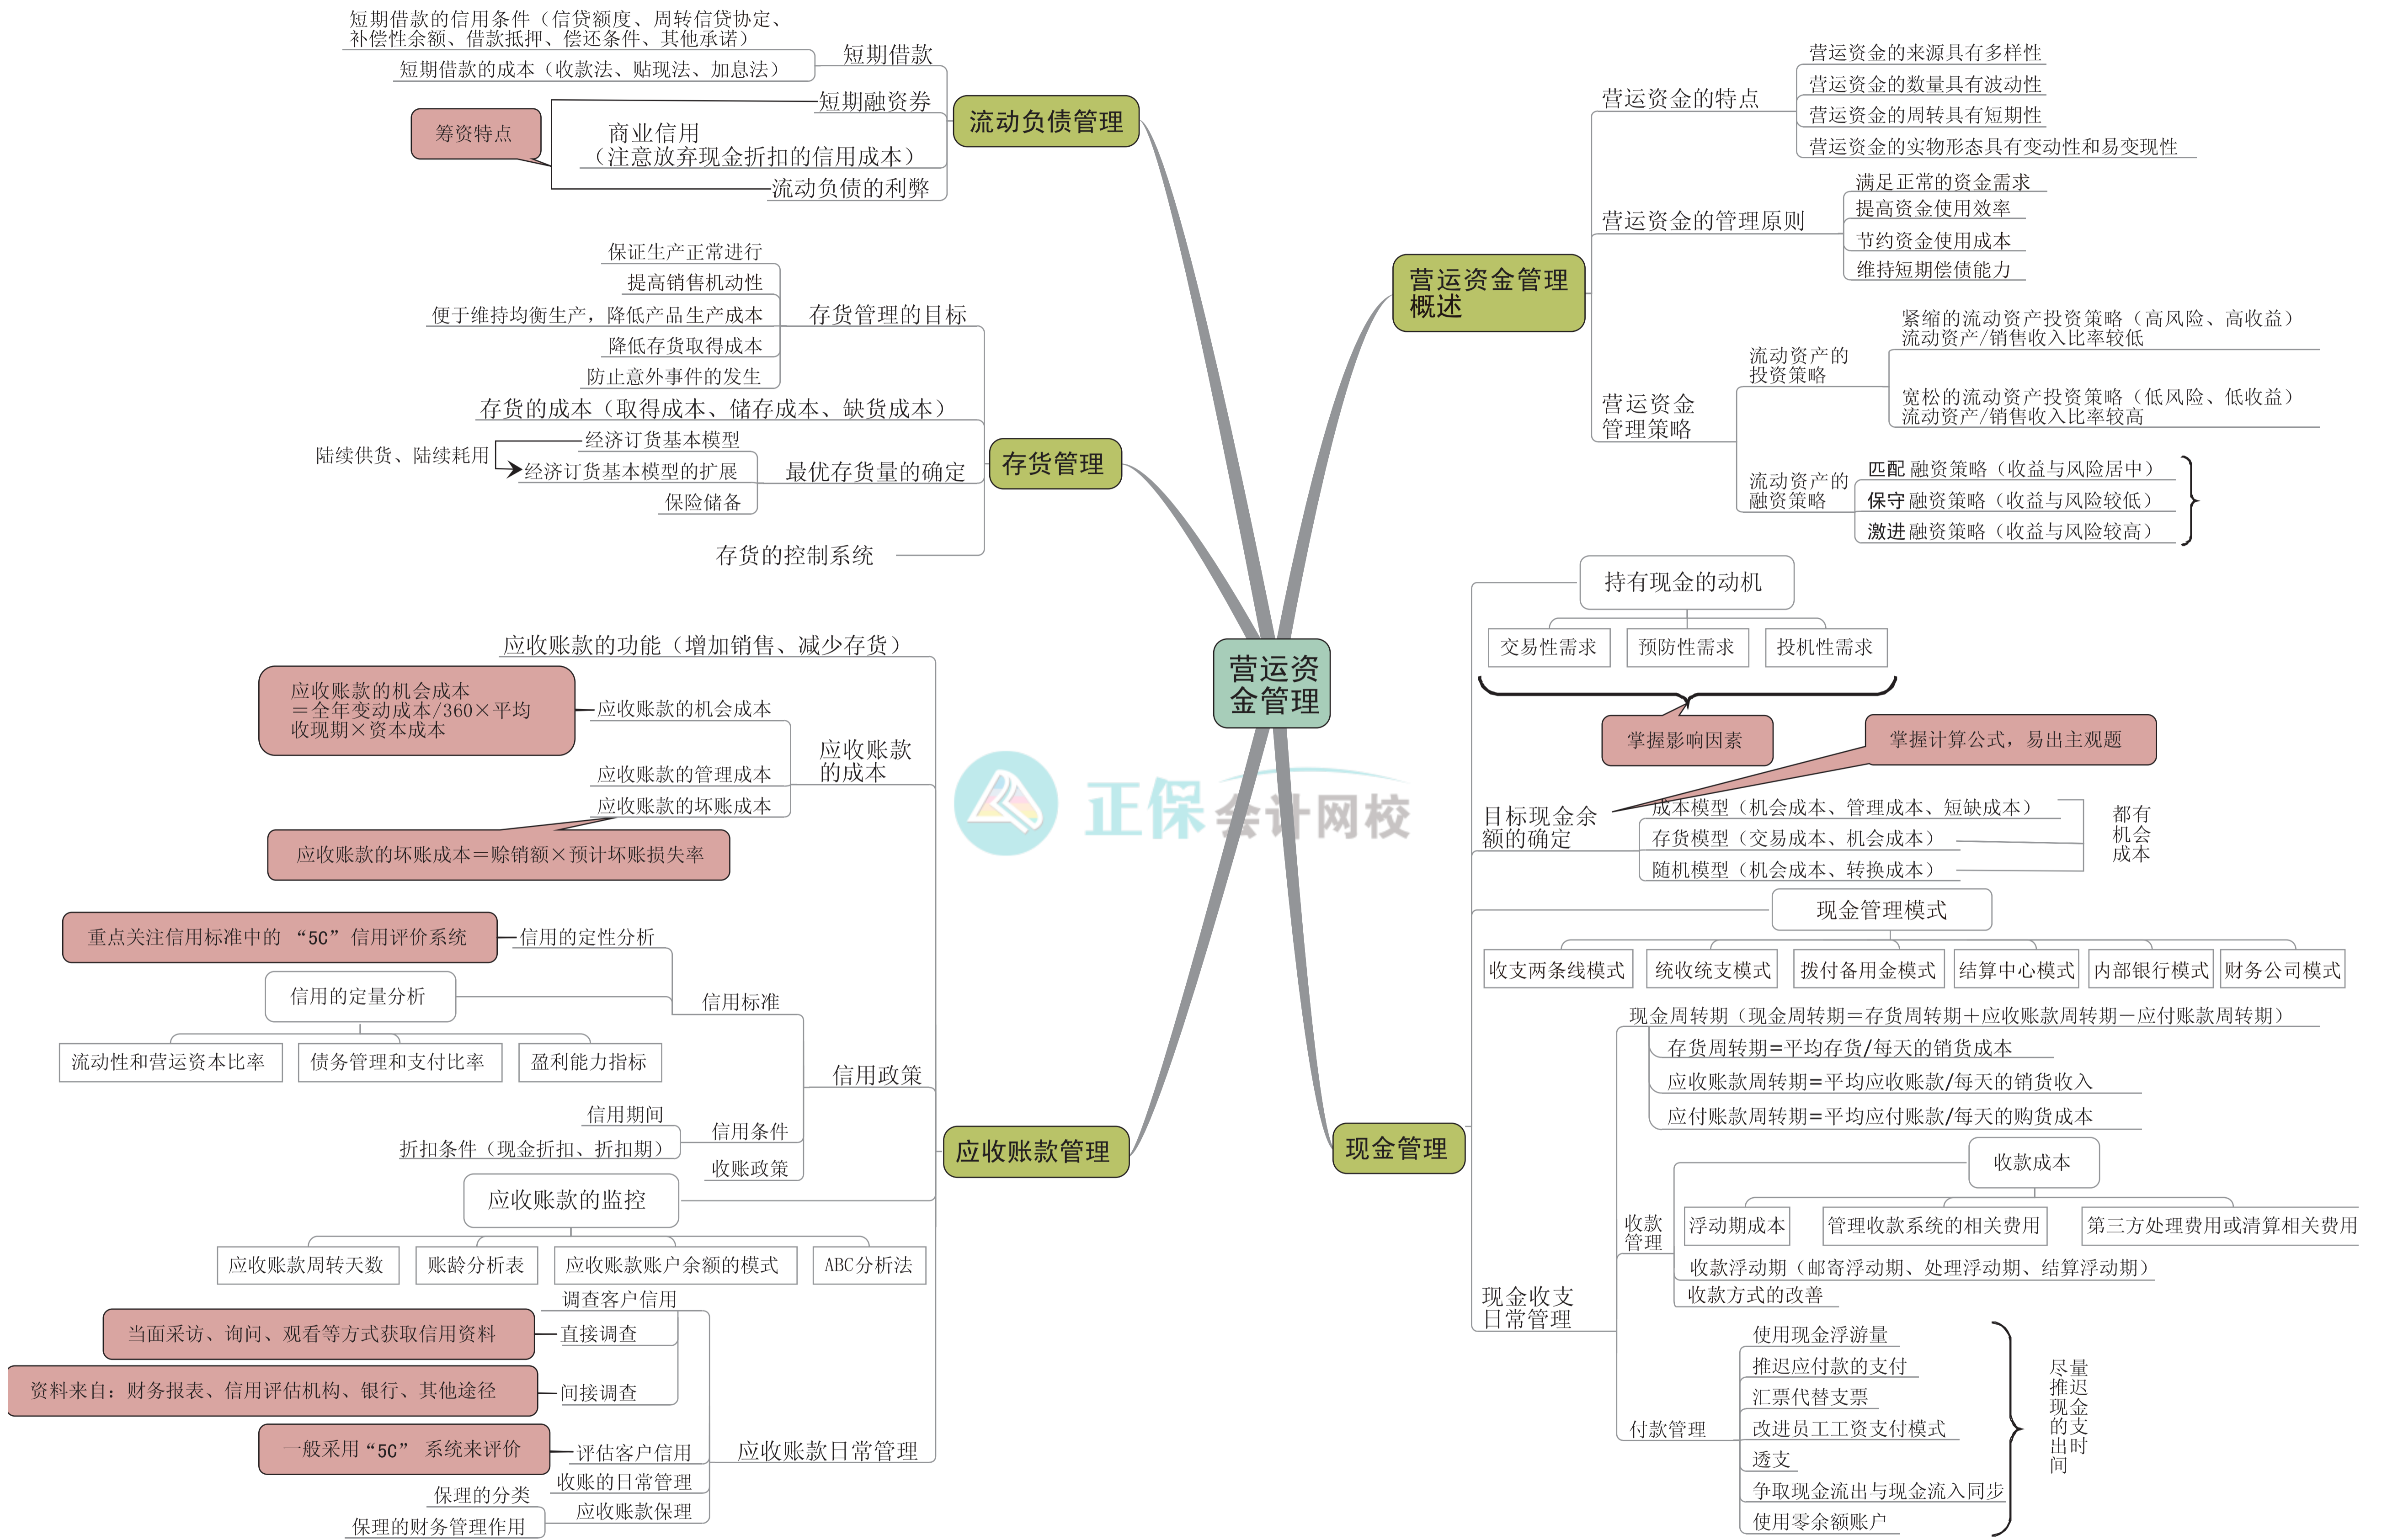 营运资
金管理
营运资金管理
概述
营运资金的特点
营运资金的来源具有多样性
营运资金的数量具有波动性
营运资金的周转具有短期性
营运资金的实物形态具有变动性和易变现性
营运资金的管理原则
满足正常的资金需求
提高资金使用效率
节约资金使用成本
维持短期偿债能力
营运资金
管理策略
流动资产的
投资策略
紧缩的流动资产投资策略（高风险、高收益）
流动资产/销售收入比率较低
宽松的流动资产投资策略（低风险、低收益）
流动资产/销售收入比率较高
流动资产的
融资策略
匹配 融资策略（收益与风险居中）
保守 融资策略（收益与风险较低）
激进 融资策略（收益与风险较高）
现金管理
持有现金的动机
交易性需求
预防性需求
投机性需求
掌握影响因素
掌握计算公式，易出主观题
目标现金余
额的确定
成本模型（机会成本、管理成本、短缺成本）
存货模型（交易成本、机会成本）
随机模型（机会成本、转换成本）
都有
机会
成本
现金管理模式
收支两条线模式
统收统支模式
拨付备用金模式
结算中心模式
内部银行模式
财务公司模式
现金收支
日常管理
现金周转期（现金周转期＝存货周转期＋应收账款周转期－应付账款周转期）
存货周转期=平均存货/每天的销货成本
应收账款周转期=平均应收账款/每天的销货收入
应付账款周转期=平均应付账款/每天的购货成本
收款
管理
收款成本
浮动期成本
管理收款系统的相关费用
第三方处理费用或清算相关费用
收款浮动期（邮寄浮动期、处理浮动期、结算浮动期）
收款方式的改善
付款管理
使用现金浮游量
推迟应付款的支付
汇票代替支票
改进员工工资支付模式
透支
争取现金流出与现金流入同步
使用零余额账户
尽量
推迟
现金
的支
出时
间
流动负债管理
短期借款
短期借款的信用条件（信贷额度、周转信贷协定、
补偿性余额、借款抵押、偿还条件、其他承诺）
短期借款的成本（收款法、贴现法、加息法）
短期融资券
商业信用
（注意放弃现金折扣的信用成本）
流动负债的利弊
筹资特点
存货管理
存货管理的目标
保证生产正常进行
提高销售机动性
便于维持均衡生产，降低产品生产成本
降低存货取得成本
防止意外事件的发生
存货的成本（取得成本、储存成本、缺货成本）
最优存货量的确定
经济订货基本模型
经济订货基本模型的扩展
保险储备
陆续供货、陆续耗用
存货的控制系统
应收账款管理
应收账款的功能（增加销售、减少存货）
应收账款
的成本
应收账款的机会成本
应收账款的机会成本
＝全年变动成本/360×平均
收现期×资本成本
应收账款的管理成本
应收账款的坏账成本
应收账款的坏账成本＝赊销额×预计坏账损失率
信用政策
信用标准
信用的定性分析
重点关注信用标准中的 “5C”信用评价系统
信用的定量分析
流动性和营运资本比率
债务管理和支付比率
盈利能力指标
信用条件
信用期间
折扣条件（现金折扣、折扣期）
收账政策
应收账款的监控
应收账款周转天数
账龄分析表
应收账款账户余额的模式
ABC分析法
应收账款日常管理
调查客户信用
直接调查
当面采访、询问、观看等方式获取信用资料
间接调查
资料来自：财务报表、信用评估机构、银行、其他途径
评估客户信用
一般采用“5C” 系统来评价
收账的日常管理
应收账款保理
保理的分类
保理的财务管理作用
正保会计网校